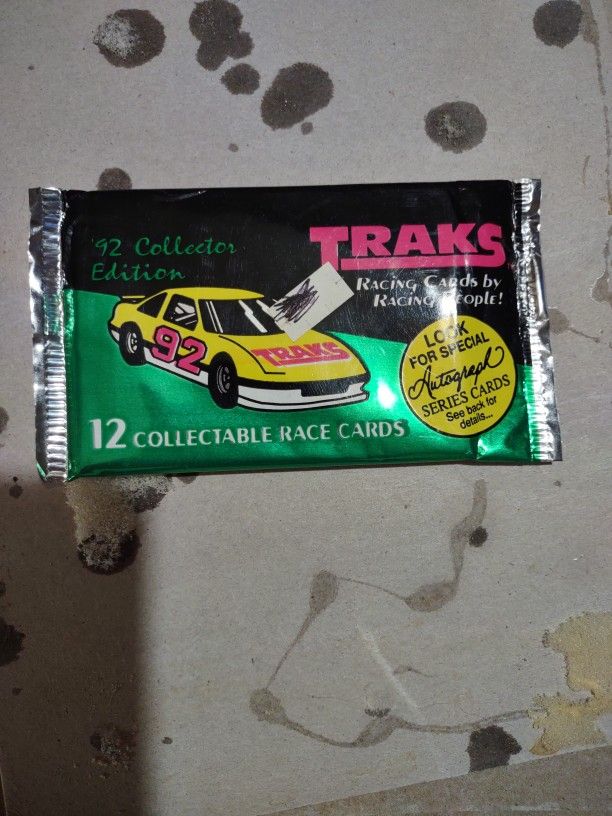 '92 Collector
Edition
TRAKS
RACING CARDS BY
RACING PEOPLE!
92
TRAKS
LOOK
FOR SPECIAL
Autograph
SERIES CARDS
See back for
details...
12 COLLECTABLE RACE CARDS